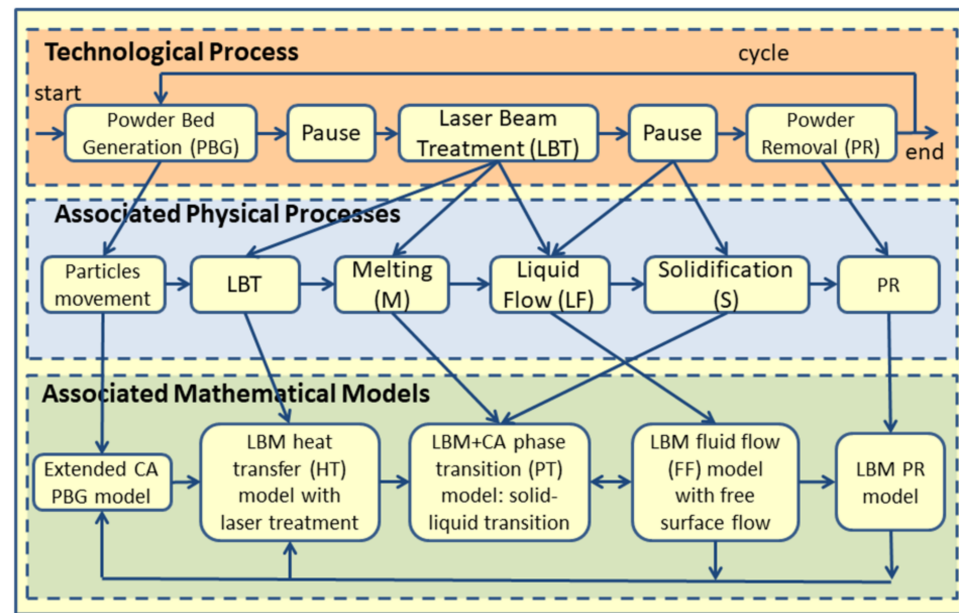 Technological Process
cycle
start
Powder Bed
Generation (PBG)
Pause
Laser Beam
Treatment (LBT)
Pause
Powder
Removal (PR)
end
Associated Physical Processes
Particles
movement
LBT
Melting
(M)
Liquid
Flow (LF)
Solidification
(S)
PR
Associated Mathematical Models
Extended CA
PBG model
LBM heat
transfer (HT)
model with
laser treatment
LBM+CA phase
transition (PT)
model: solid-
liquid transition
LBM fluid flow
(FF) model
with free
surface flow
LBM PR
model